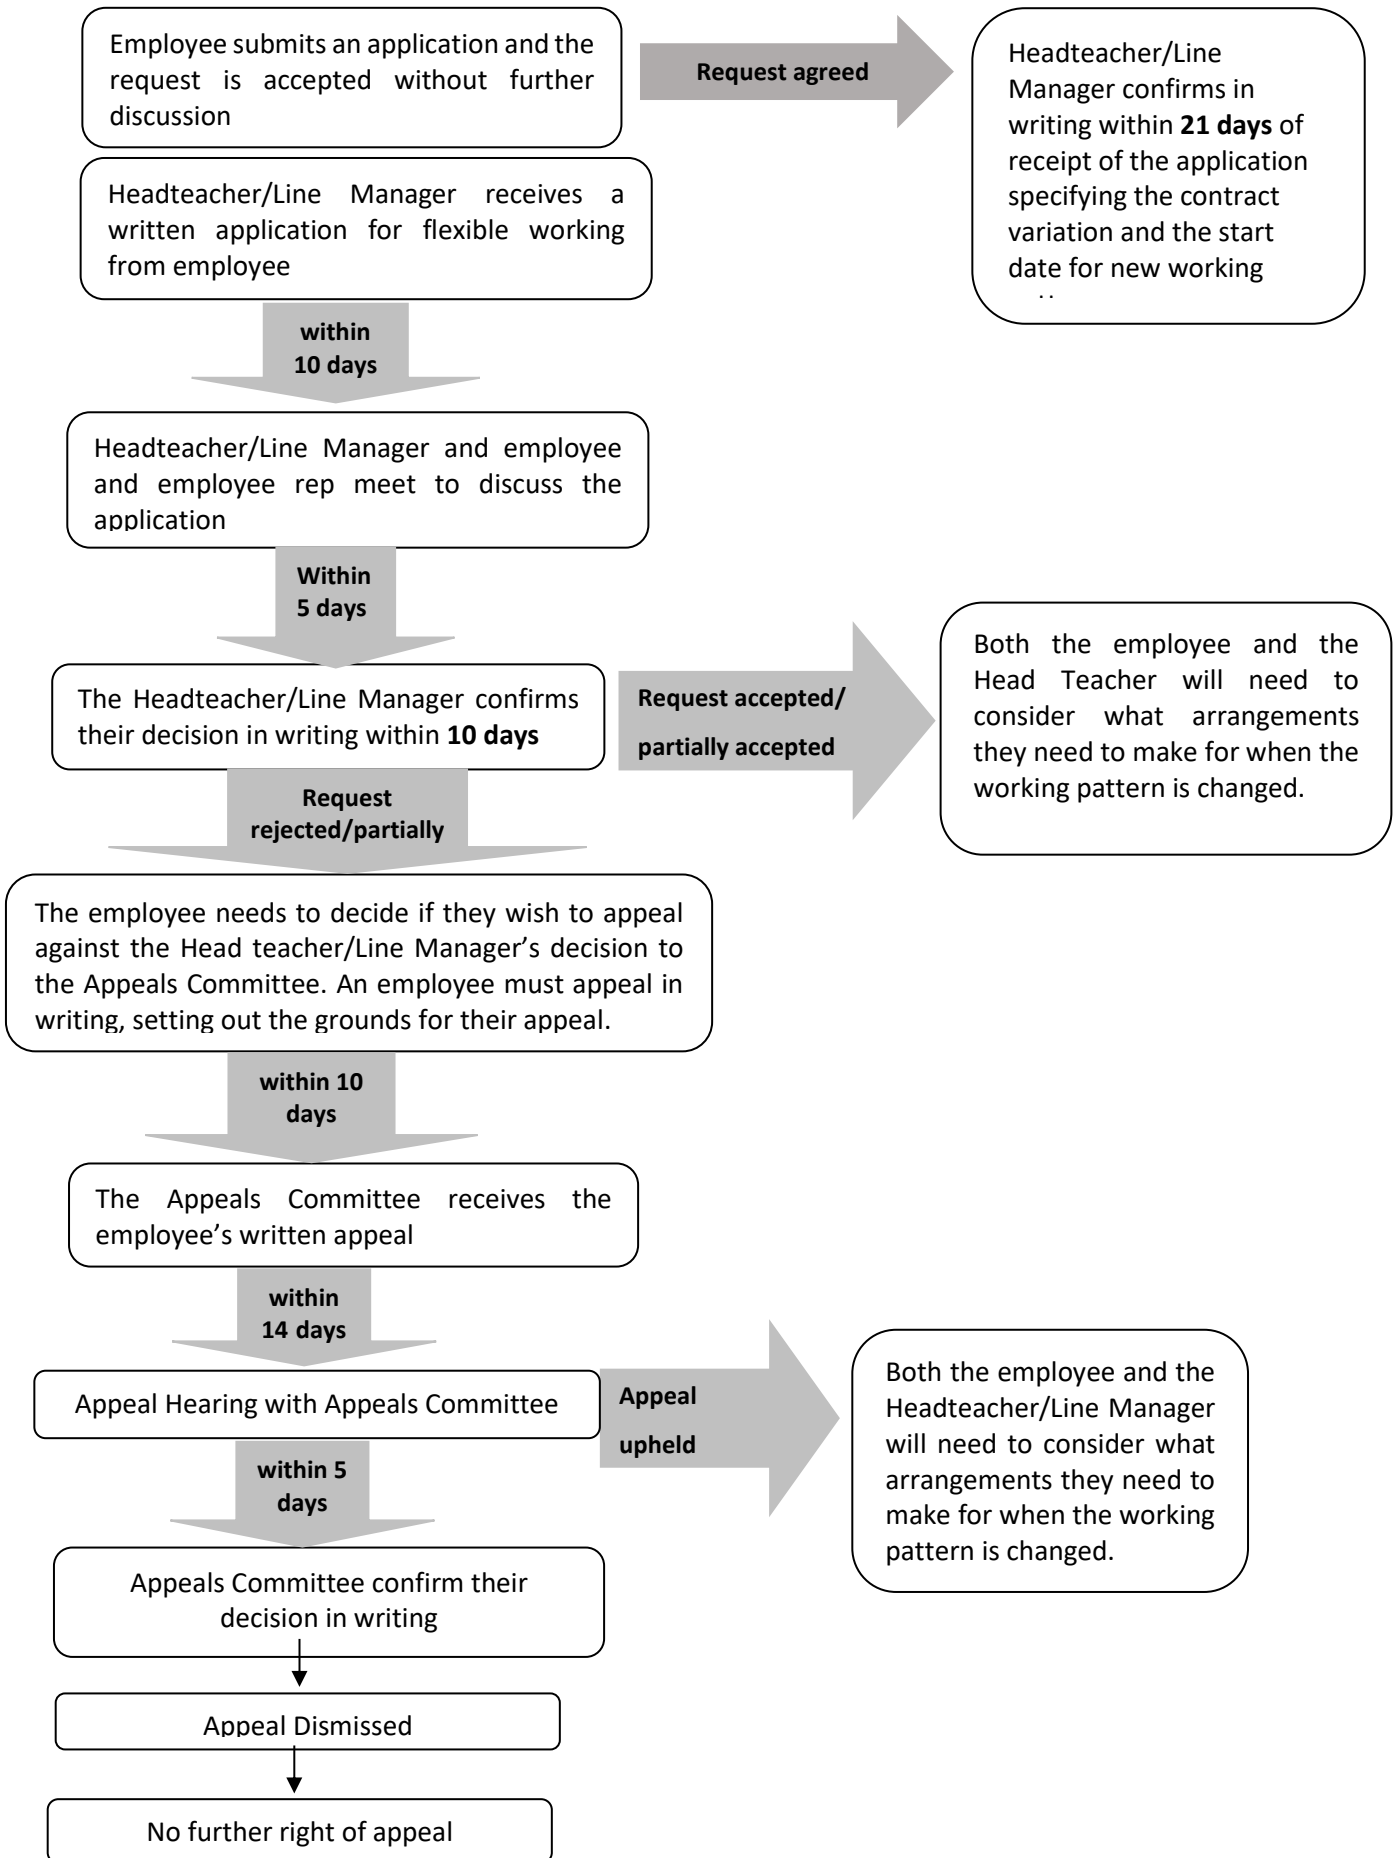 Employee submits an application and the
request is accepted without further
discussion
Request agreed
Headteacher/Line
Manager confirms in
writing within 21 days of
receipt of the application
specifying the contract
variation and the start
date for new working
Headteacher/Line Manager receives a
written application for flexible working
from employee
within
10 days
Headteacher/Line Manager and employee
and employee rep meet to discuss the
application
Within
5 days
The Headteacher/Line Manager confirms
their decision in writing within 10 days
Request accepted/
partially accepted
Both the employee and the
Head Teacher will need to
consider what arrangements
they need to make for when the
working pattern is changed.
Request
rejected/partially
The employee needs to decide if they wish to appeal
against the Head teacher/Line Manager’s decision to
the Appeals Committee. An employee must appeal in
writing, setting out the grounds for their appeal.
within 10
days
The Appeals Committee receives the
employee’s written appeal
within
14 days
Appeal Hearing with Appeals Committee
Appeal
upheld
Both the employee and the
Headteacher/Line Manager
will need to consider what
arrangements they need to
make for when the working
pattern is changed.
within 5
days
Appeals Committee confirm their
decision in writing
Appeal Dismissed
No further right of appeal